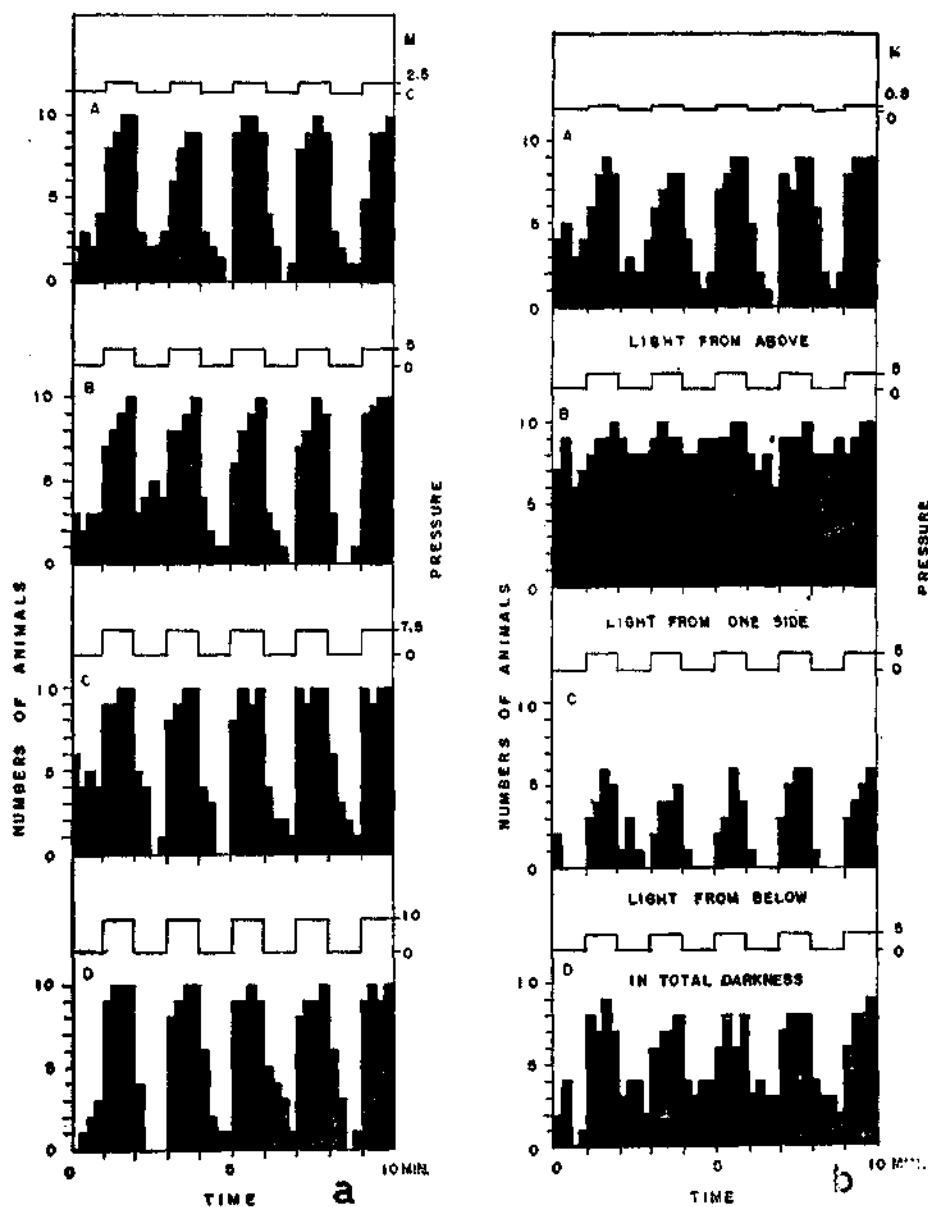 M
2.5
0
A
10
5
0
5
0
B
10
5
0
PRESSURE
7.5
0
C
10
5
0
NUMBERS OF ANIMALS
10
0
D
10
5
0
0 5 10 MIN.
TIME
a
M
0.8
0
A
10
5
0
LIGHT FROM ABOVE
5
0
B
10
5
0
PRESSURE
LIGHT FROM ONE SIDE
5
0
C
10
5
0
NUMBERS OF ANIMALS
LIGHT FROM BELOW
5
0
D
IN TOTAL DARKNESS
10
5
0
0 5 10 MIN.
TIME
b